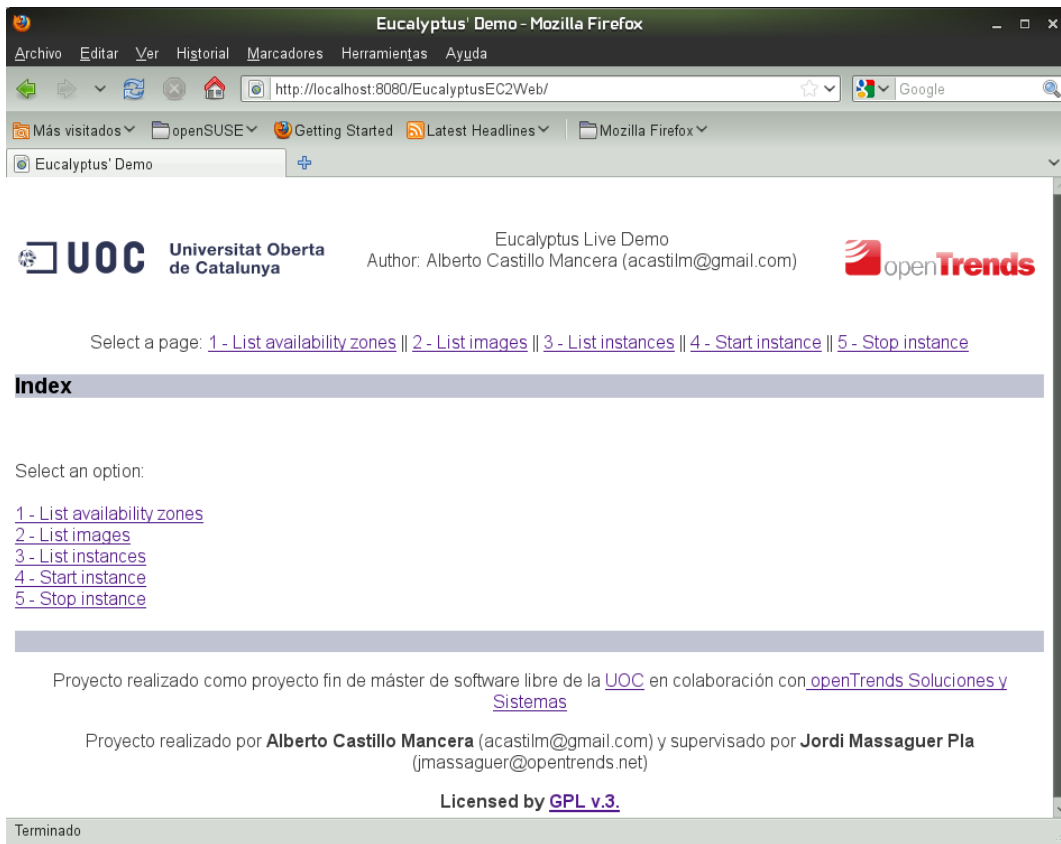 Eucalyptus' Demo - Mozilla Firefox
Archivo Editar Ver Historial Marcadores Herramientas Ayuda
http://localhost:8080/EucalyptusEC2Web/ Google
Más visitados openSUSE Getting Started Latest Headlines Mozilla Firefox
Eucalyptus' Demo
UOC Universitat Oberta
de Catalunya
Eucalyptus Live Demo
Author: Alberto Castillo Mancera (acastilm@gmail.com)
openTrends
Select a page: 1 - List availability zones || 2 - List images || 3 - List instances || 4 - Start instance || 5 - Stop instance
Index
Select an option:
1 - List availability zones
2 - List images
3 - List instances
4 - Start instance
5 - Stop instance
Proyecto realizado como proyecto fin de máster de software libre de la UOC en colaboración con openTrends Soluciones y
Sistemas
Proyecto realizado por Alberto Castillo Mancera (acastilm@gmail.com) y supervisado por Jordi Massaguer Pla
(jmassaguer@opentrends.net)
Licensed by GPL v.3.
Terminado